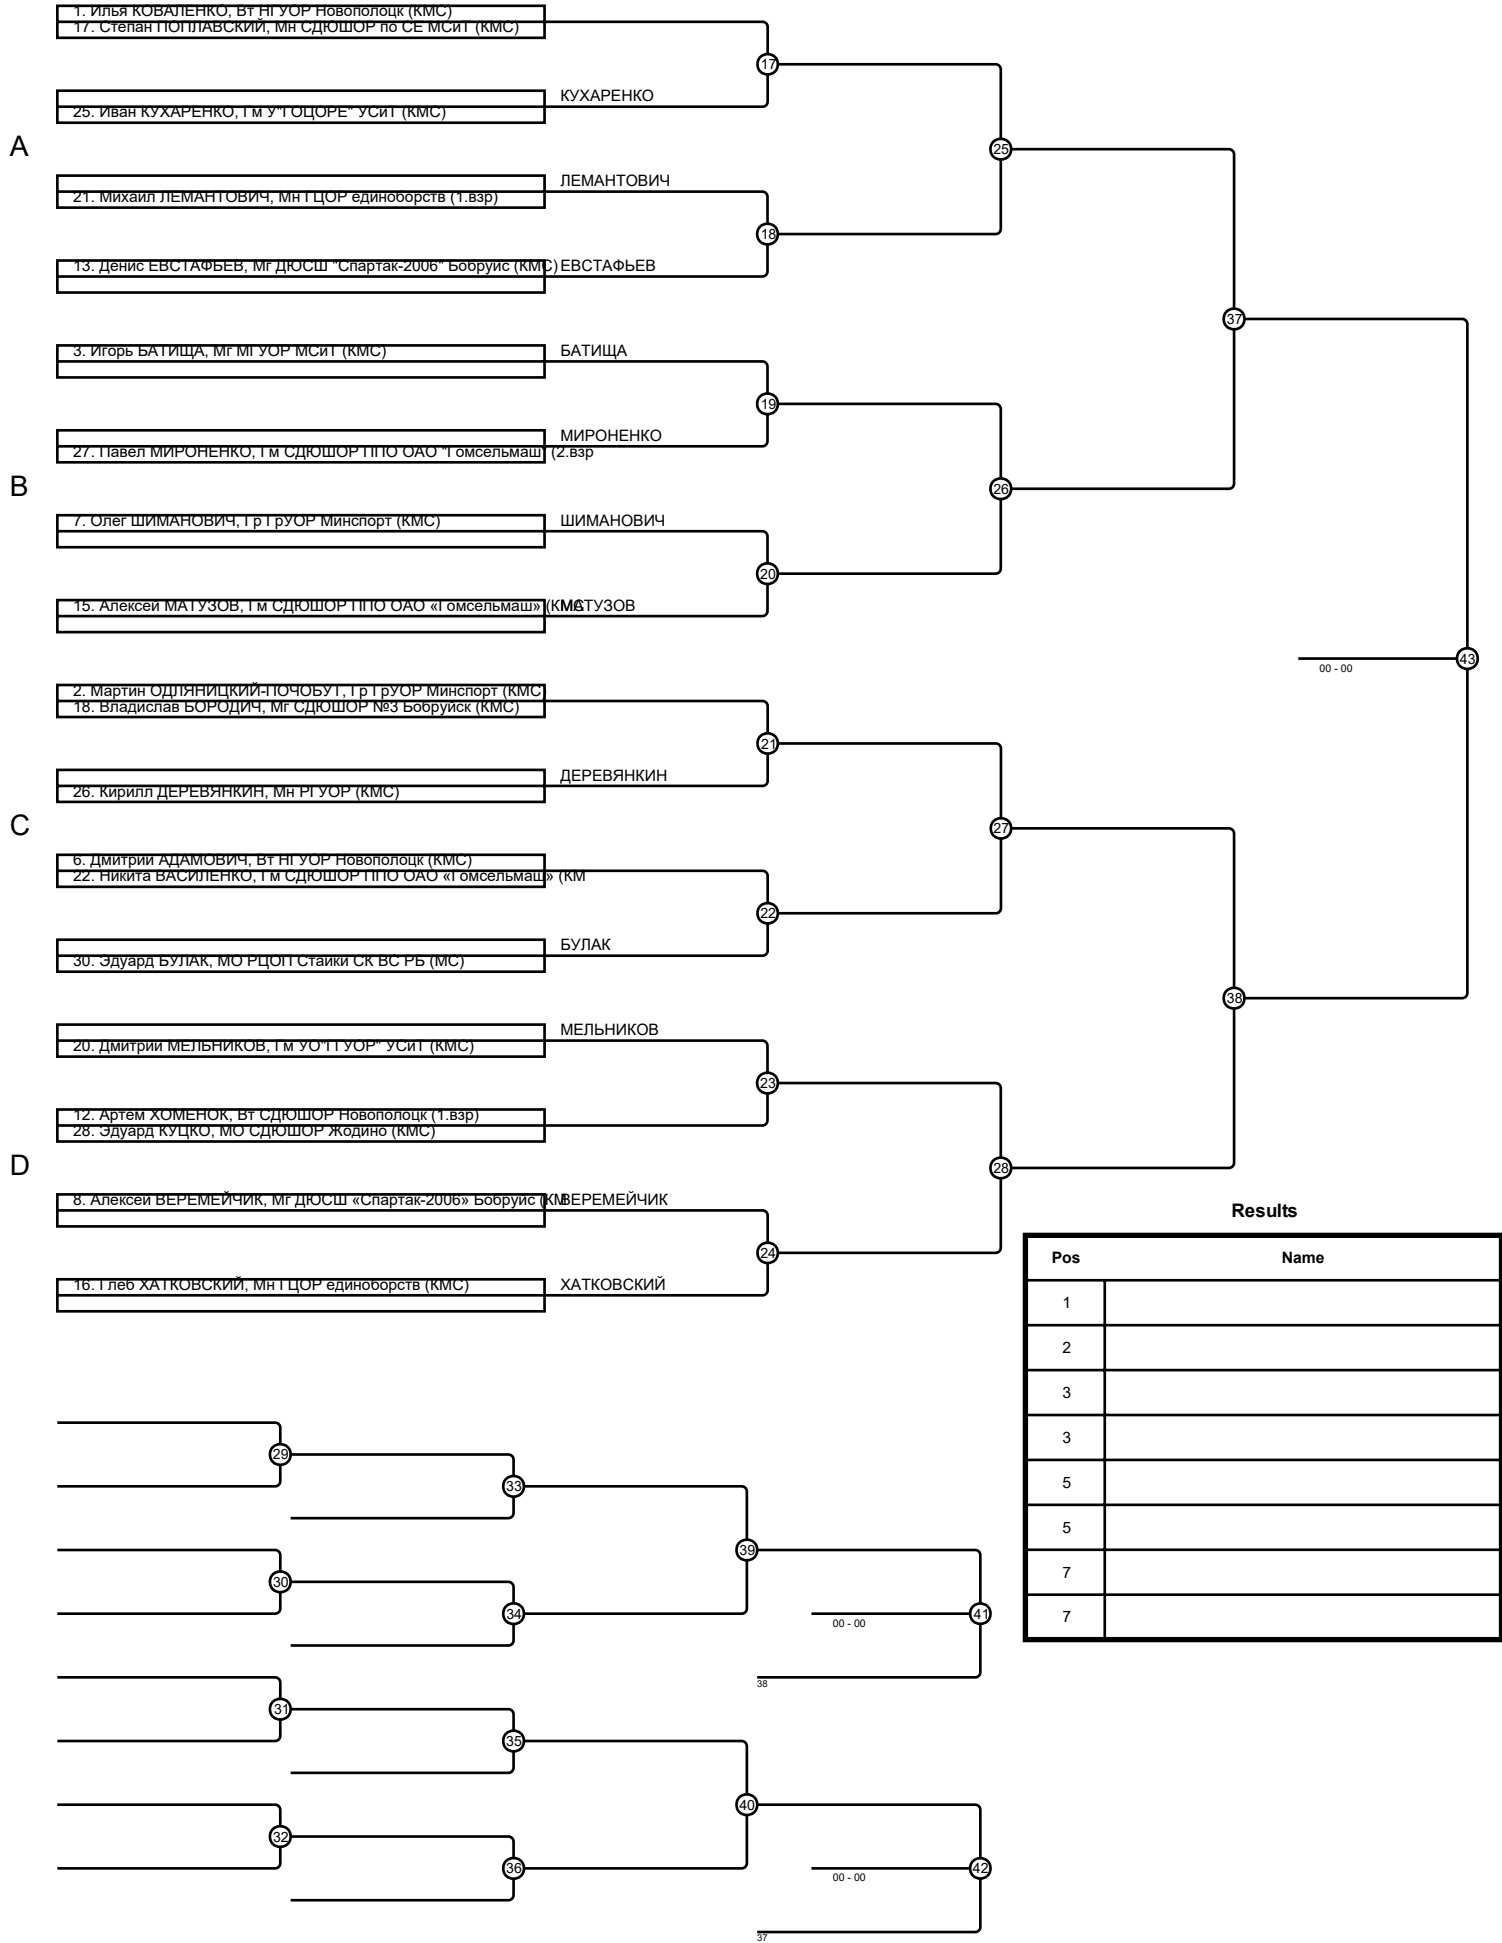 1. Илья КОВАЛЕНКО, Вт НГУОР Новополоцк (КМС)
17. Степан ПОПЛАВСКИЙ, Мн СДЮШОР по СЕ МСиТ (КМС)
17
КУХАРЕНКО
25. Иван КУХАРЕНКО, Гм У"ГОЦОРЕ" УСиТ (КМС)
A
25
ЛЕМАНТОВИЧ
21. Михаил ЛЕМАНТОВИЧ, Мн ГЦОР единоборств (1.взр)
18
13. Денис ЕВСТАФЬЕВ, Мг ДЮСШ "Спартак-2006" Бобруйс (КМС) ЕВСТАФЬЕВ
37
3. Игорь БАТИЩА, Мг МГУОР МСиТ (КМС) БАТИЩА
19
МИРОНЕНКО
27. Павел МИРОНЕНКО, Гм СДЮШОР ППО ОАО "Гомсельмаш" (2.взр
B
26
7. Олег ШИМАНОВИЧ, Гр ГрУОР Минспорт (КМС) ШИМАНОВИЧ
20
15. Алексей МАТУЗОВ, Гм СДЮШОР ППО ОАО «Гомсельмаш» (КМС МАТУЗОВ
43
00 - 00
2. Мартин ОДЛЯНИЦКИЙ-ПОЧОБУТ, Гр ГрУОР Минспорт (КМС)
18. Владислав БОРОДИЧ, Мг СДЮШОР №3 Бобруйск (КМС)
21
ДЕРЕВЯНКИН
26. Кирилл ДЕРЕВЯНКИН, Мн РГУОР (КМС)
C
27
6. Дмитрий АДАМОВИЧ, Вт НГУОР Новополоцк (КМС)
22. Никита ВАСИЛЕНКО, Гм СДЮШОР ППО ОАО «Гомсельмаш» (КМ
22
БУЛАК
30. Эдуард БУЛАК, МО РЦОП Стайки СК ВС РБ (МС)
38
МЕЛЬНИКОВ
20. Дмитрий МЕЛЬНИКОВ, Гм УО"ГГУОР" УСиТ (КМС)
23
12. Артем ХОМЕНОК, Вт СДЮШОР Новополоцк (1.взр)
28. Эдуард КУЦКО, МО СДЮШОР Жодино (КМС)
D
28
8. Алексей ВЕРЕМЕЙЧИК, Мг ДЮСШ «Спартак-2006» Бобруйс (КМ ВЕРЕМЕЙЧИК
24
16. Глеб ХАТКОВСКИЙ, Мн ГЦОР единоборств (КМС) ХАТКОВСКИЙ
Results
Pos Name
1
2
3
3
5
5
7
7
29
33
39
30
34
41
00 - 00
38
31
35
40
32
36
42
00 - 00
37